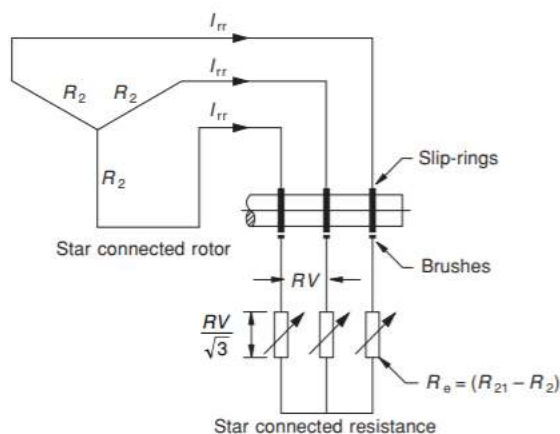 I_rr
I_rr
R_2 R_2
I_rr
R_2
Slip-rings
Star connected rotor
Brushes
RV
RV/√3
R_e = (R_21 – R_2)
Star connected resistance